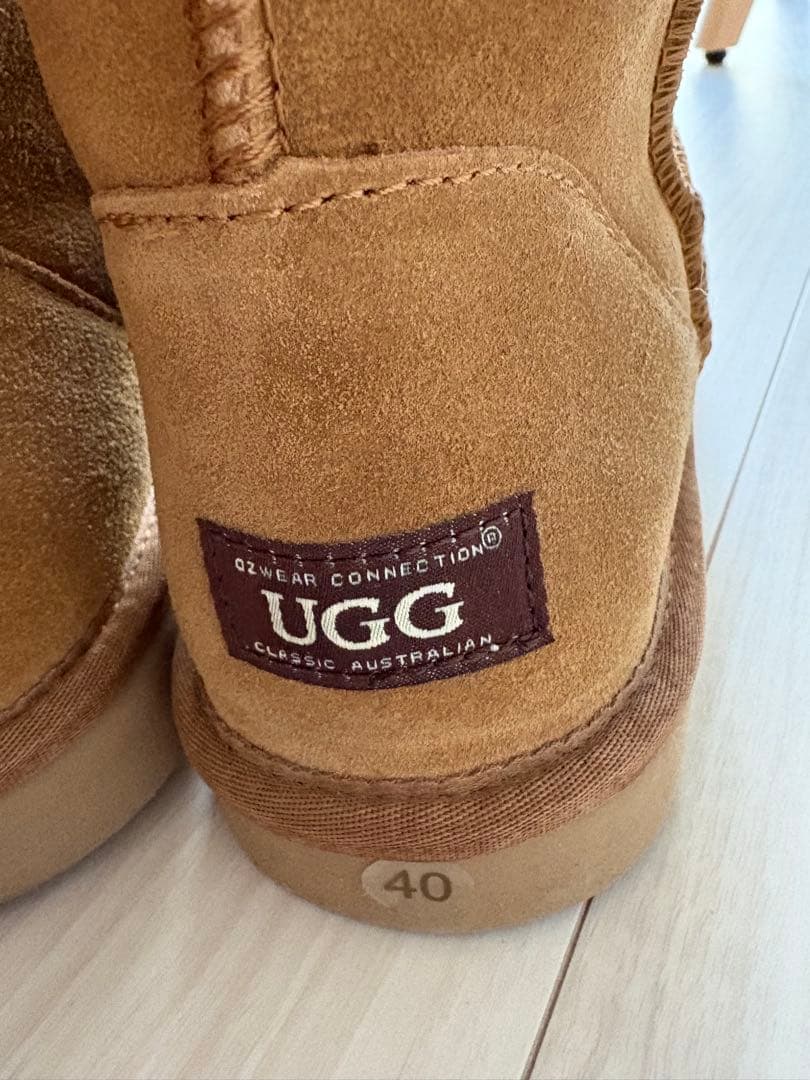 OZWEAR CONNECTION®
UGG
CLASSIC AUSTRALIAN
40